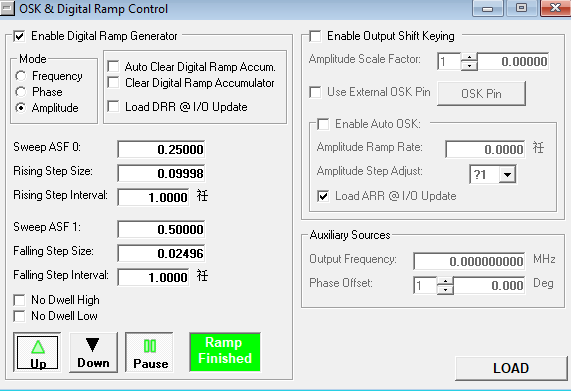 OSK & Digital Ramp Control
Enable Digital Ramp Generator
Mode
Frequency
Phase
Amplitude
Auto Clear Digital Ramp Accum.
Clear Digital Ramp Accumulator
Load DRR @ I/O Update
Sweep ASF 0: 0.25000
Rising Step Size: 0.09998
Rising Step Interval: 1.0000
Sweep ASF 1: 0.50000
Falling Step Size: 0.02496
Falling Step Interval: 1.0000
No Dwell High
No Dwell Low
Up
Down
Pause
Ramp
Finished
Enable Output Shift Keying
Amplitude Scale Factor: 1 0.00000
Use External OSK Pin OSK Pin
Enable Auto OSK:
Amplitude Ramp Rate: 0.0000
Amplitude Step Adjust: ?1
Load ARR @ I/O Update
Auxiliary Sources
Output Frequency: 0.000000000 MHz
Phase Offset: 1 0.000 Deg
LOAD